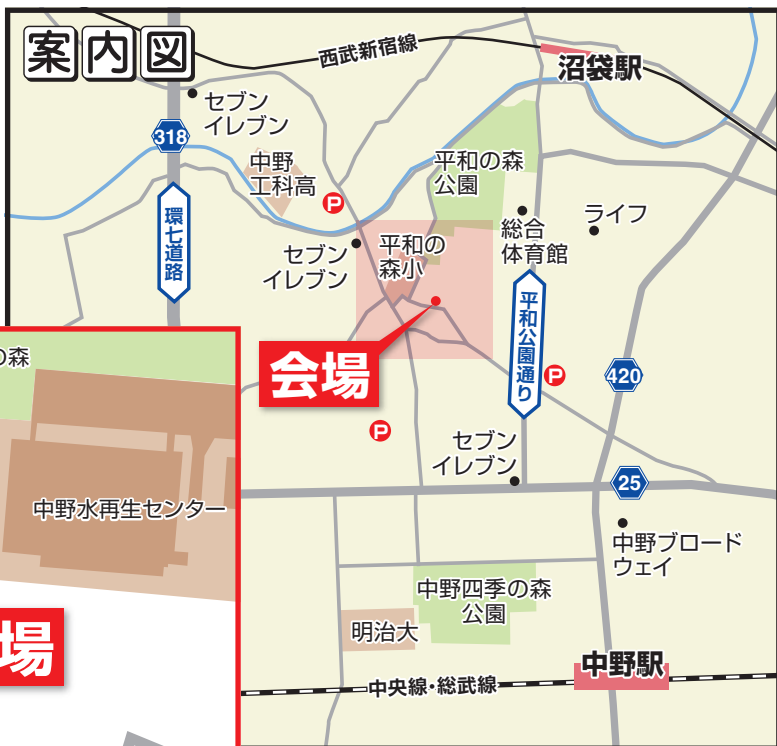 案内図
西武新宿線
沼袋駅
セブン
イレブン
318
中野
工科高
平和の森
公園
P
環七道路
セブン
イレブン
平和の
森小
総合
体育館
ライフ
会場
平和公園通り
P
420
P
の森
セブン
イレブン
25
中野水再生センター
中野ブロード
ウェイ
中野四季の森
公園
明治大
場
中野駅
中央線・総武線